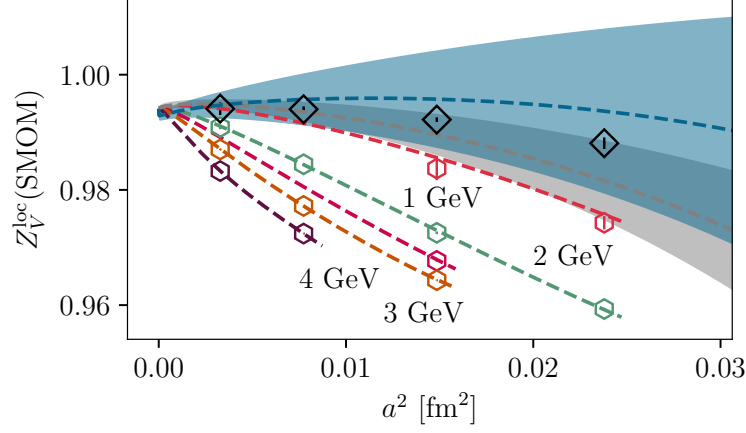 1.00
0.98
0.96
Z_V^loc(SMOM)
1 GeV
2 GeV
4 GeV
3 GeV
0.00
0.01
0.02
0.03
a² [fm²]